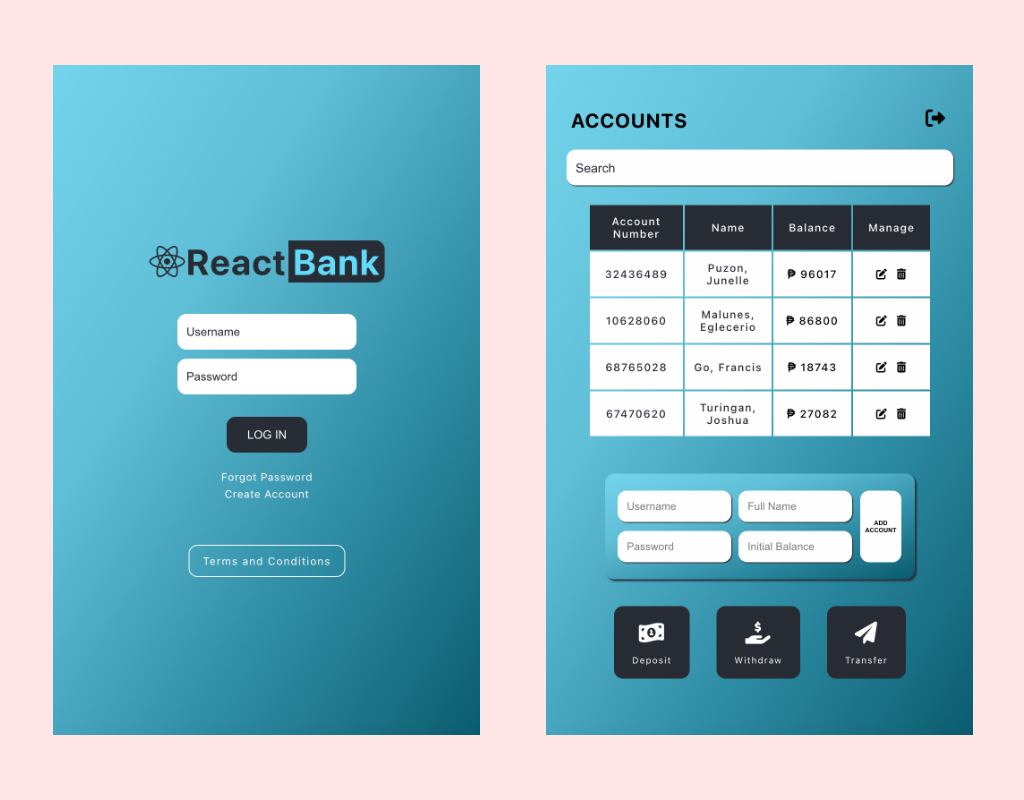 ReactBank
Username
Password
LOG IN
Forgot Password
Create Account
Terms and Conditions
ACCOUNTS
Search
Account
Number
Name
Balance
Manage
32436489
Puzon,
Junelle
₱ 96017
10628060
Malunes,
Eglecerio
₱ 86800
68765028
Go, Francis
₱ 18743
67470620
Turingan,
Joshua
₱ 27082
Username
Full Name
Password
Initial Balance
ADD
ACCOUNT
Deposit
Withdraw
Transfer